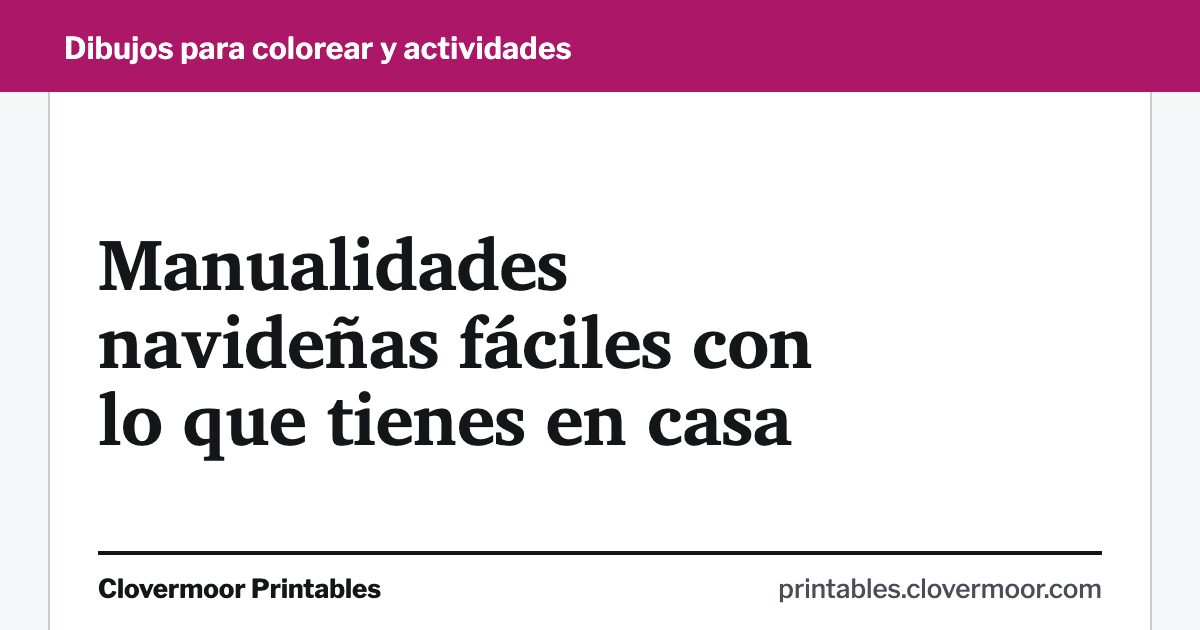 Dibujos para colorear y actividades
Manualidades
navideñas fáciles con
lo que tienes en casa
Clovermoor Printables
printables.clovermoor.com